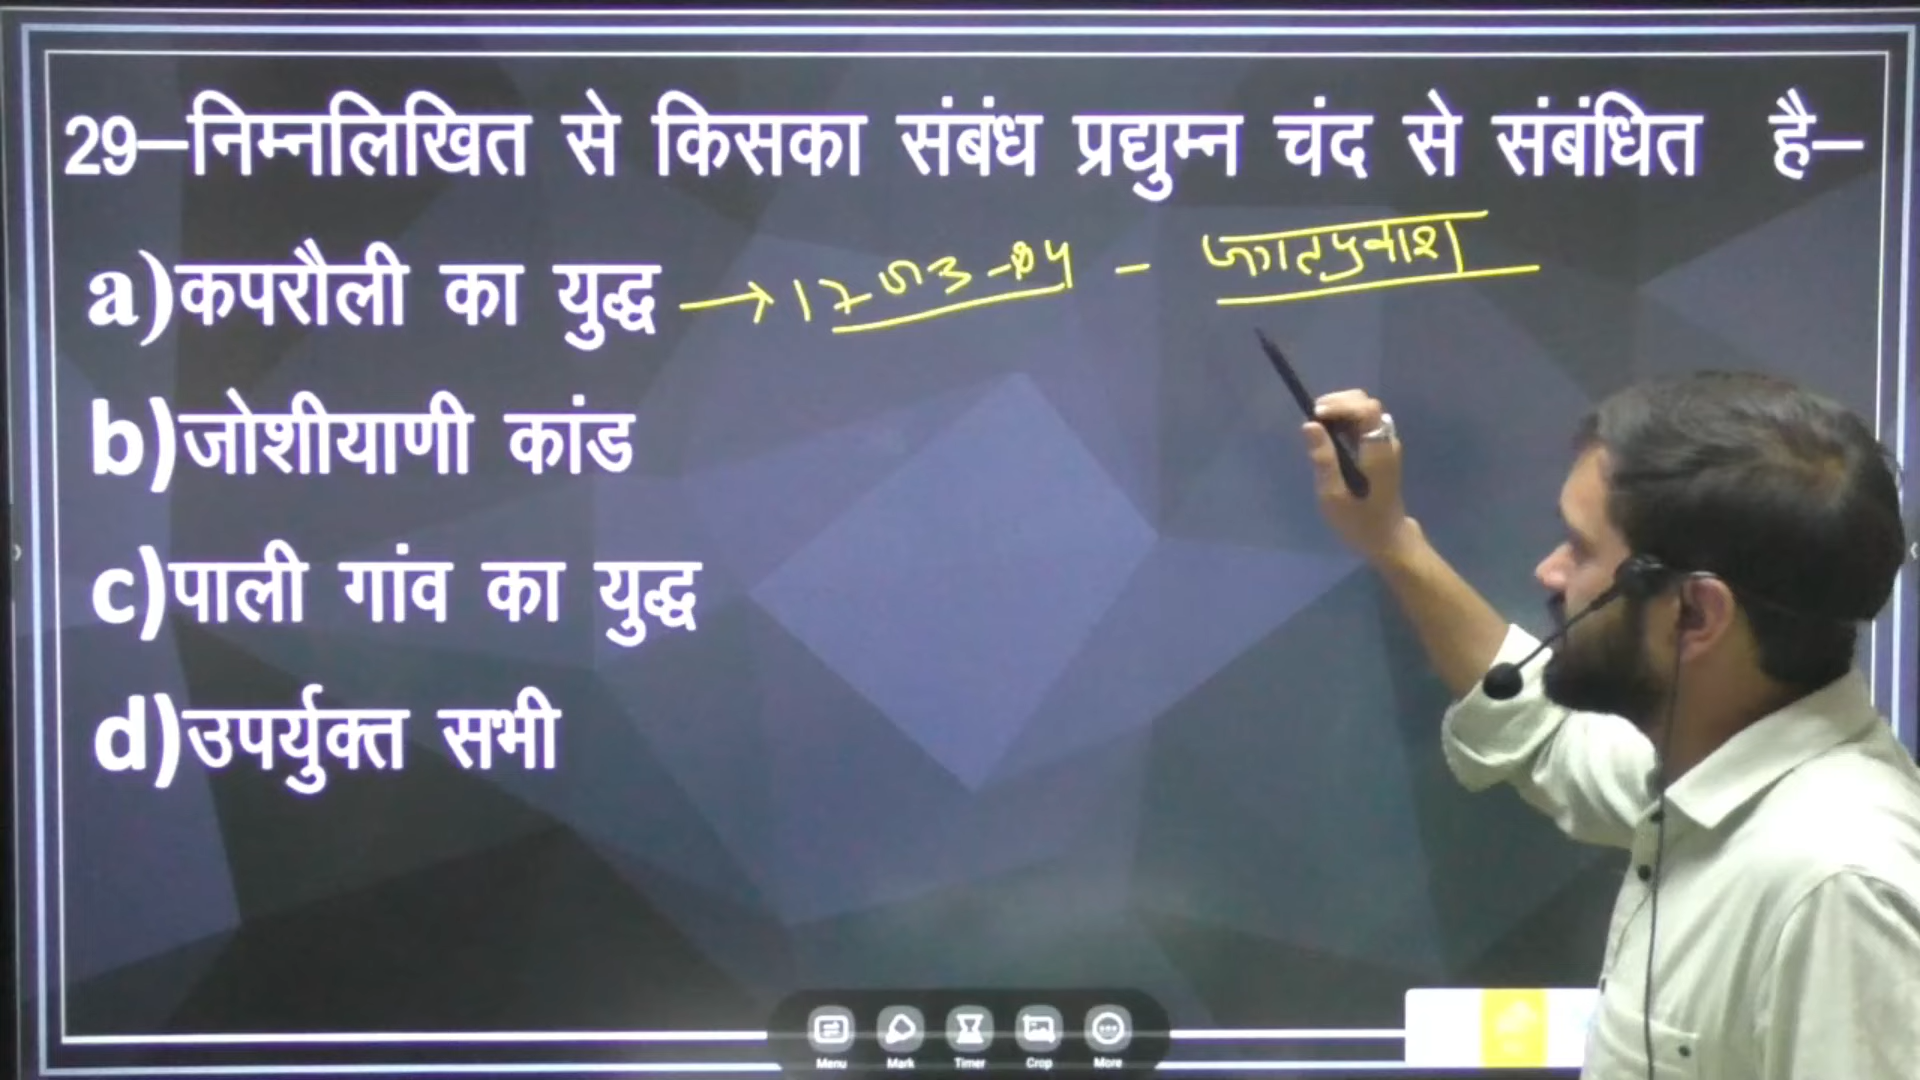 29–निम्नलिखित से किसका संबंध प्रद्युम्न चंद से संबंधित है–
a)कपरौली का युद्ध → –
b)जोशीयाणी कांड
c)पाली गांव का युद्ध
d)उपर्युक्त सभी
Menu Mark Timer Crop More